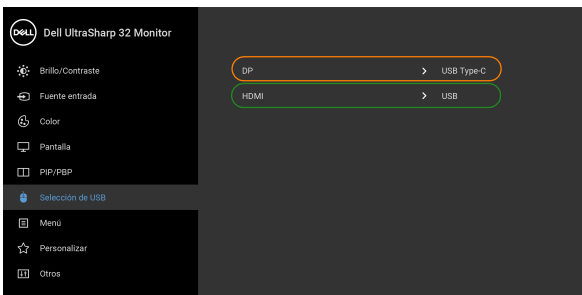 DELL Dell UltraSharp 32 Monitor
Brillo/Contraste
DP > USB Type-C
Fuente entrada
HDMI > USB
Color
Pantalla
PIP/PBP
Selección de USB
Menú
Personalizar
Otros